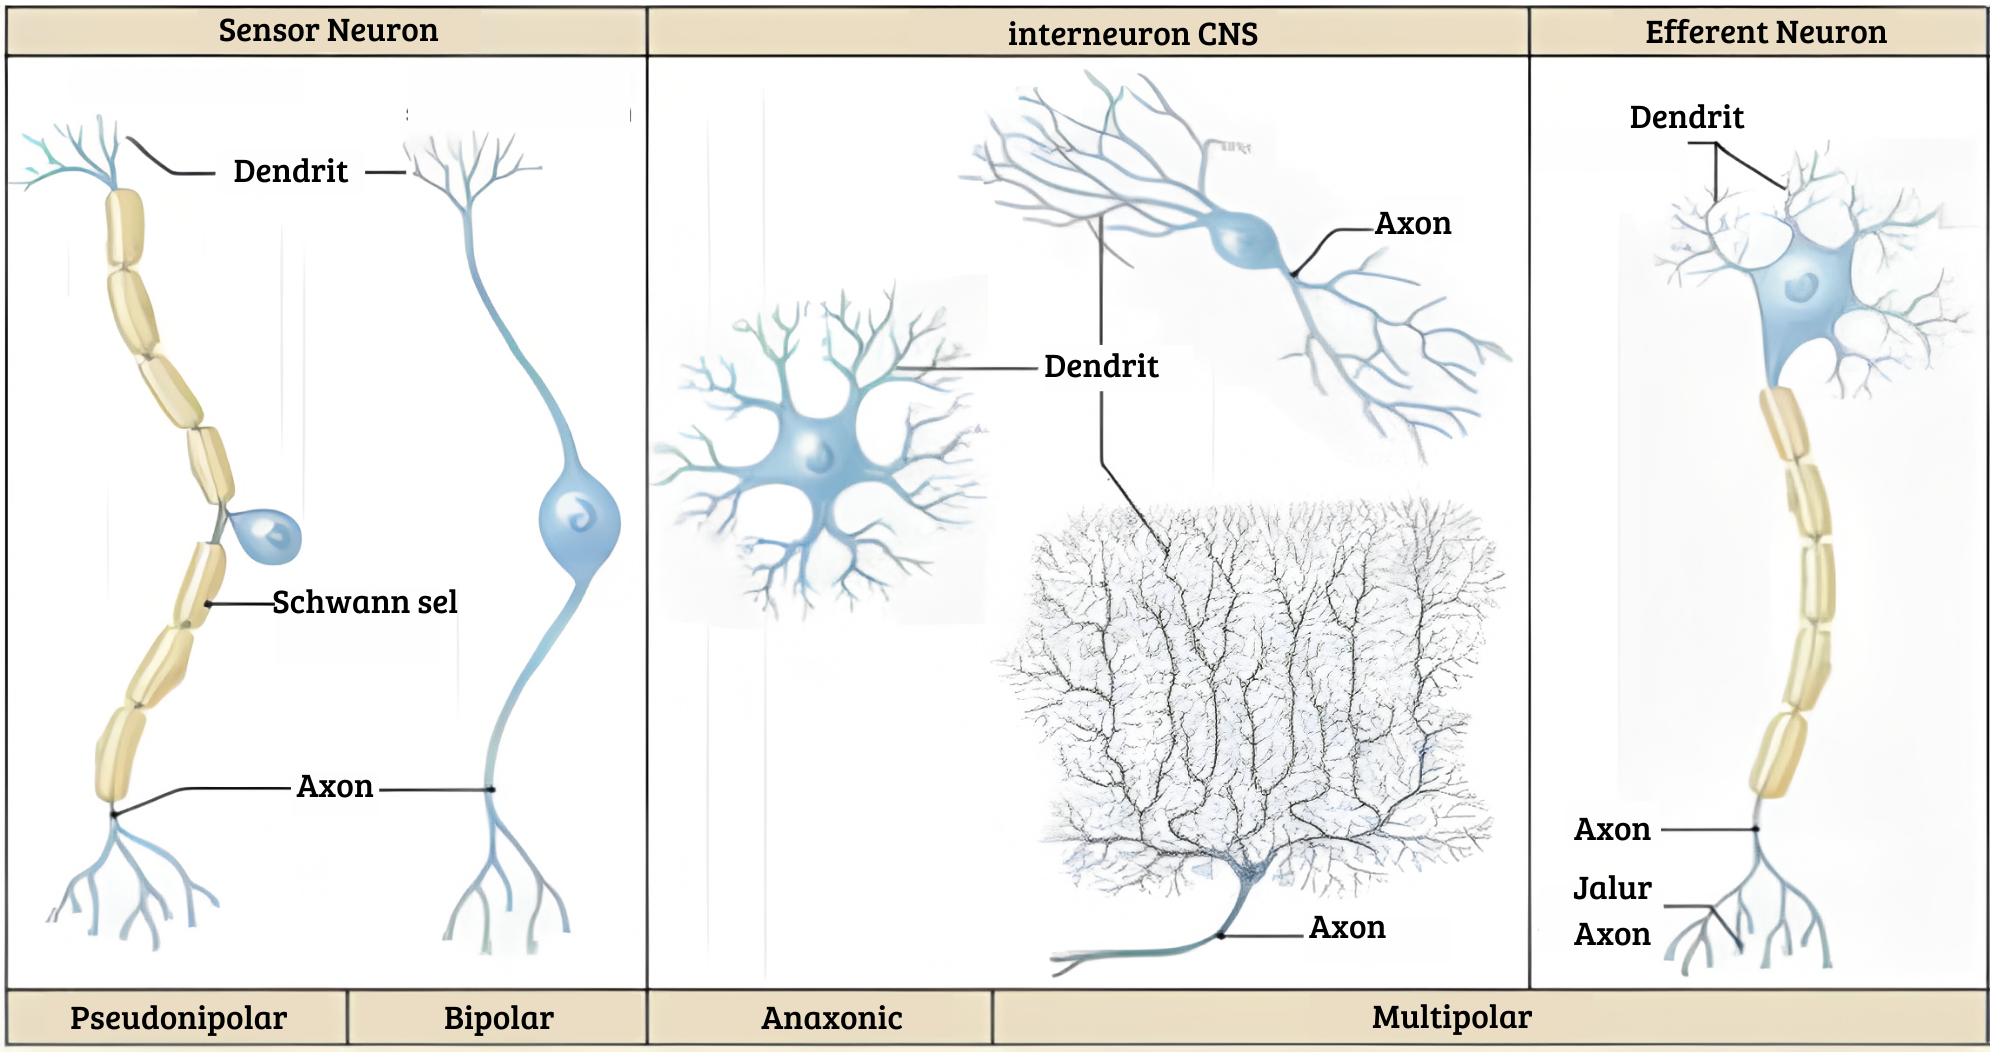 Sensor Neuron
interneuron CNS
Efferent Neuron
Dendrit
Schwann sel
Axon
Axon
Dendrit
Axon
Dendrit
Axon
Jalur
Axon
Pseudonipolar
Bipolar
Anaxonic
Multipolar